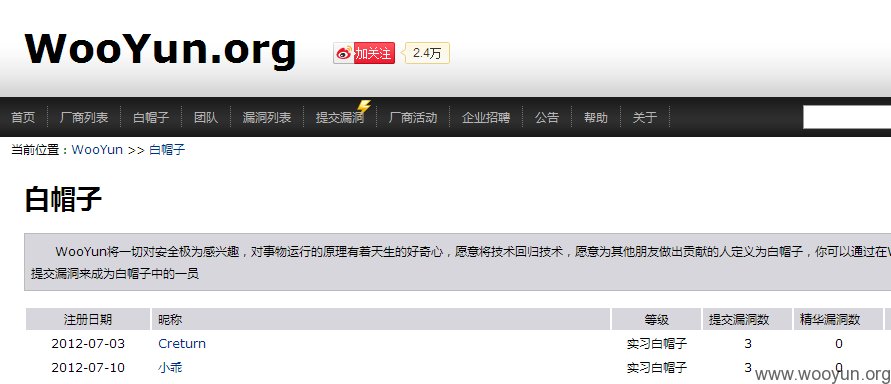 WooYun.org 加关注 2.4万
首页 厂商列表 白帽子 团队 漏洞列表 提交漏洞 厂商活动 企业招聘 公告 帮助 关于
当前位置：WooYun >> 白帽子
白帽子
WooYun将一切对安全极为感兴趣，对事物运行的原理有着天生的好奇心，愿意将技术回归技术，愿意为其他朋友做出贡献的人定义为白帽子，你可以通过在W
提交漏洞来成为白帽子中的一员
注册日期 昵称 等级 提交漏洞数 精华漏洞数
2012-07-03 Creturn 实习白帽子 3 0
2012-07-10 小乖 实习白帽子 3 0
www.wooyun.org